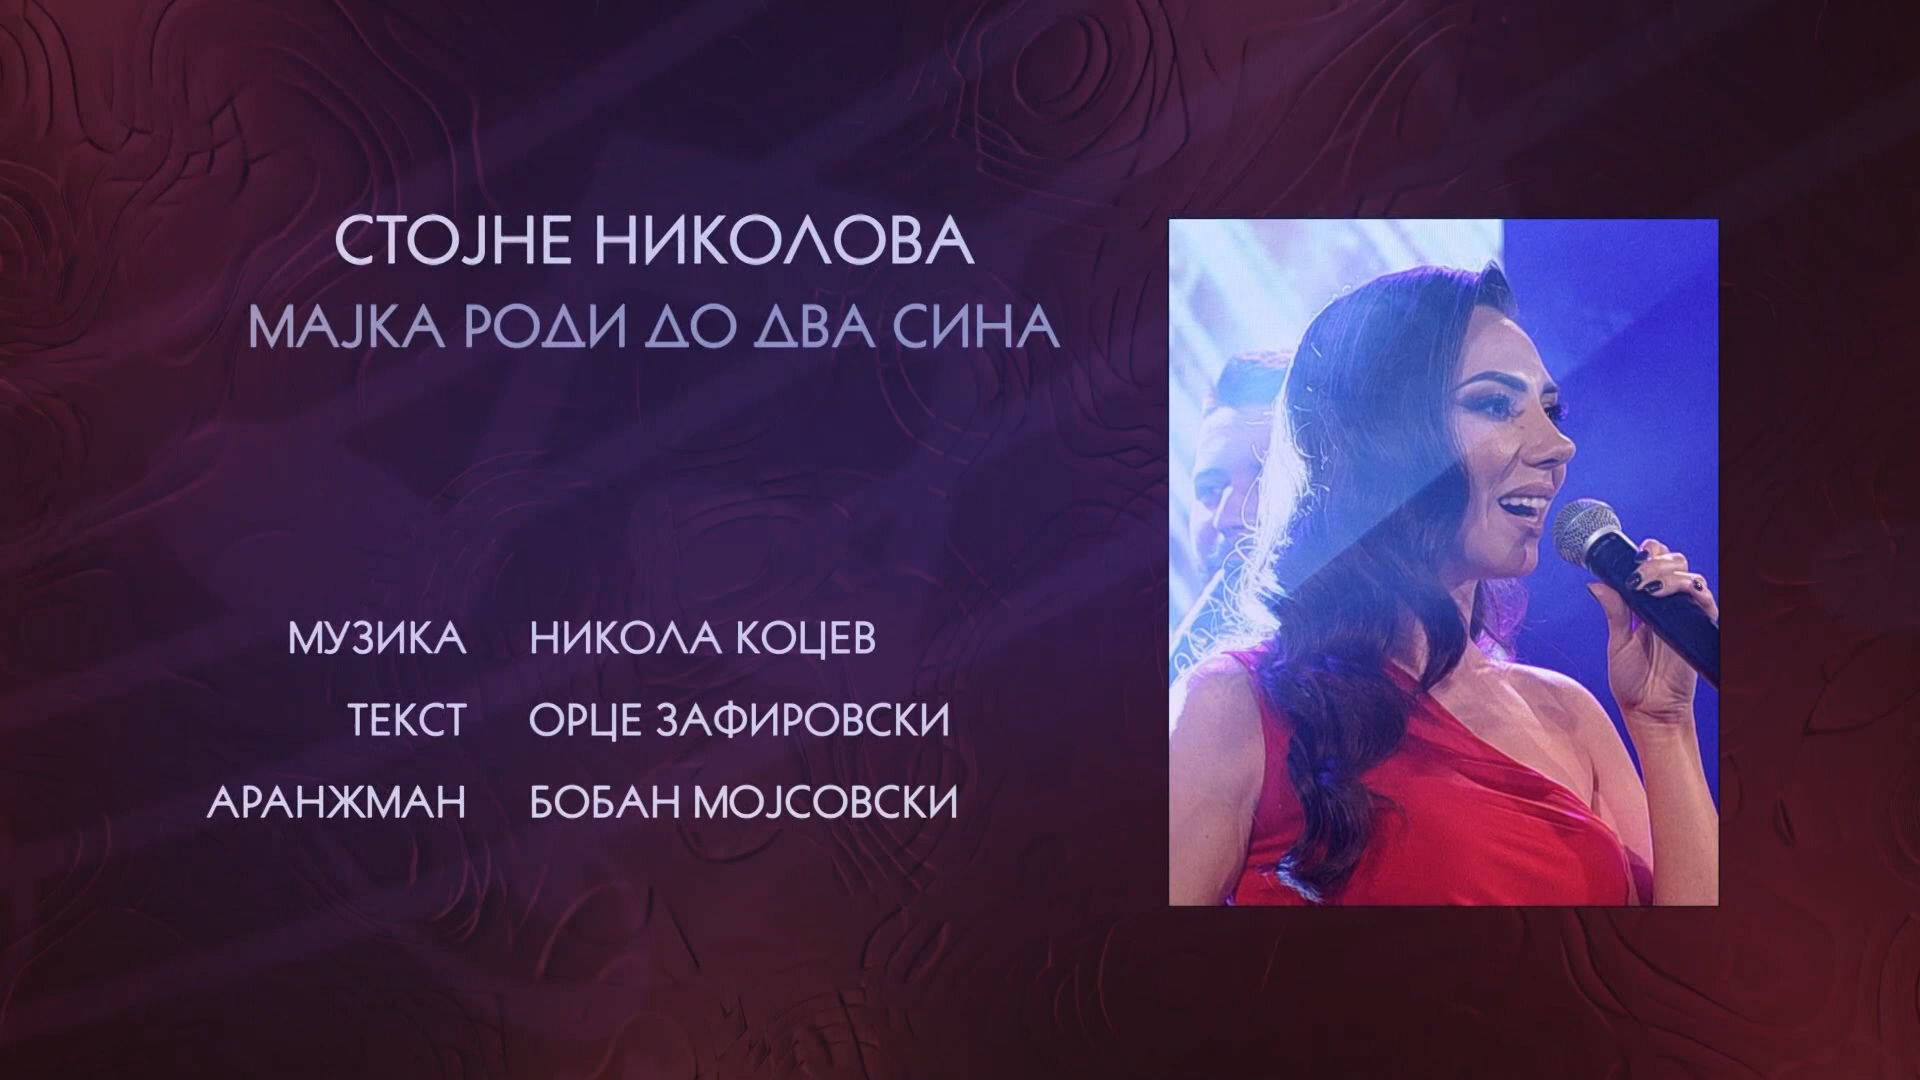 СТОЈНЕ НИКОЛОВА
МАЈКА РОДИ ДО ДВА СИНА
МУЗИКА НИКОЛА КОЦЕВ
ТЕКСТ ОРЦЕ ЗАФИРОВСКИ
АРАНЖМАН БОБАН МОЈСОВСКИ